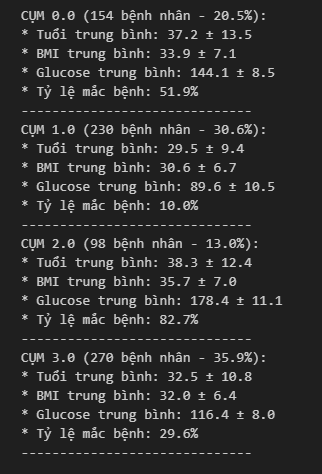 CỤM 0.0 (154 bệnh nhân - 20.5%):
* Tuổi trung bình: 37.2 ± 13.5
* BMI trung bình: 33.9 ± 7.1
* Glucose trung bình: 144.1 ± 8.5
* Tỷ lệ mắc bệnh: 51.9%
------------------------------
CỤM 1.0 (230 bệnh nhân - 30.6%):
* Tuổi trung bình: 29.5 ± 9.4
* BMI trung bình: 30.6 ± 6.7
* Glucose trung bình: 89.6 ± 10.5
* Tỷ lệ mắc bệnh: 10.0%
------------------------------
CỤM 2.0 (98 bệnh nhân - 13.0%):
* Tuổi trung bình: 38.3 ± 12.4
* BMI trung bình: 35.7 ± 7.0
* Glucose trung bình: 178.4 ± 11.1
* Tỷ lệ mắc bệnh: 82.7%
------------------------------
CỤM 3.0 (270 bệnh nhân - 35.9%):
* Tuổi trung bình: 32.5 ± 10.8
* BMI trung bình: 32.0 ± 6.4
* Glucose trung bình: 116.4 ± 8.0
* Tỷ lệ mắc bệnh: 29.6%
------------------------------